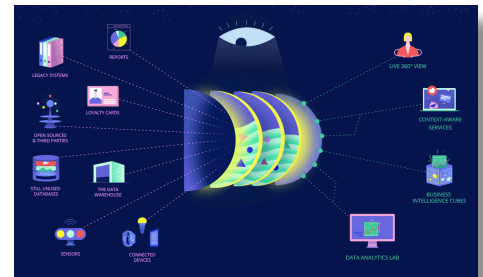 REPORTS
LEGACY SYSTEMS
LOYALTY CARDS
OPEN SOURCES
& THIRD PARTIES
STILL UNUSED
DATABASES
THE DATA
WAREHOUSE
SENSORS
CONNECTED
DEVICES
LIVE 360° VIEW
CONTEXT-AWARE
SERVICES
BUSINESS
INTELLIGENCE CUBES
DATA ANALYTICS LAB